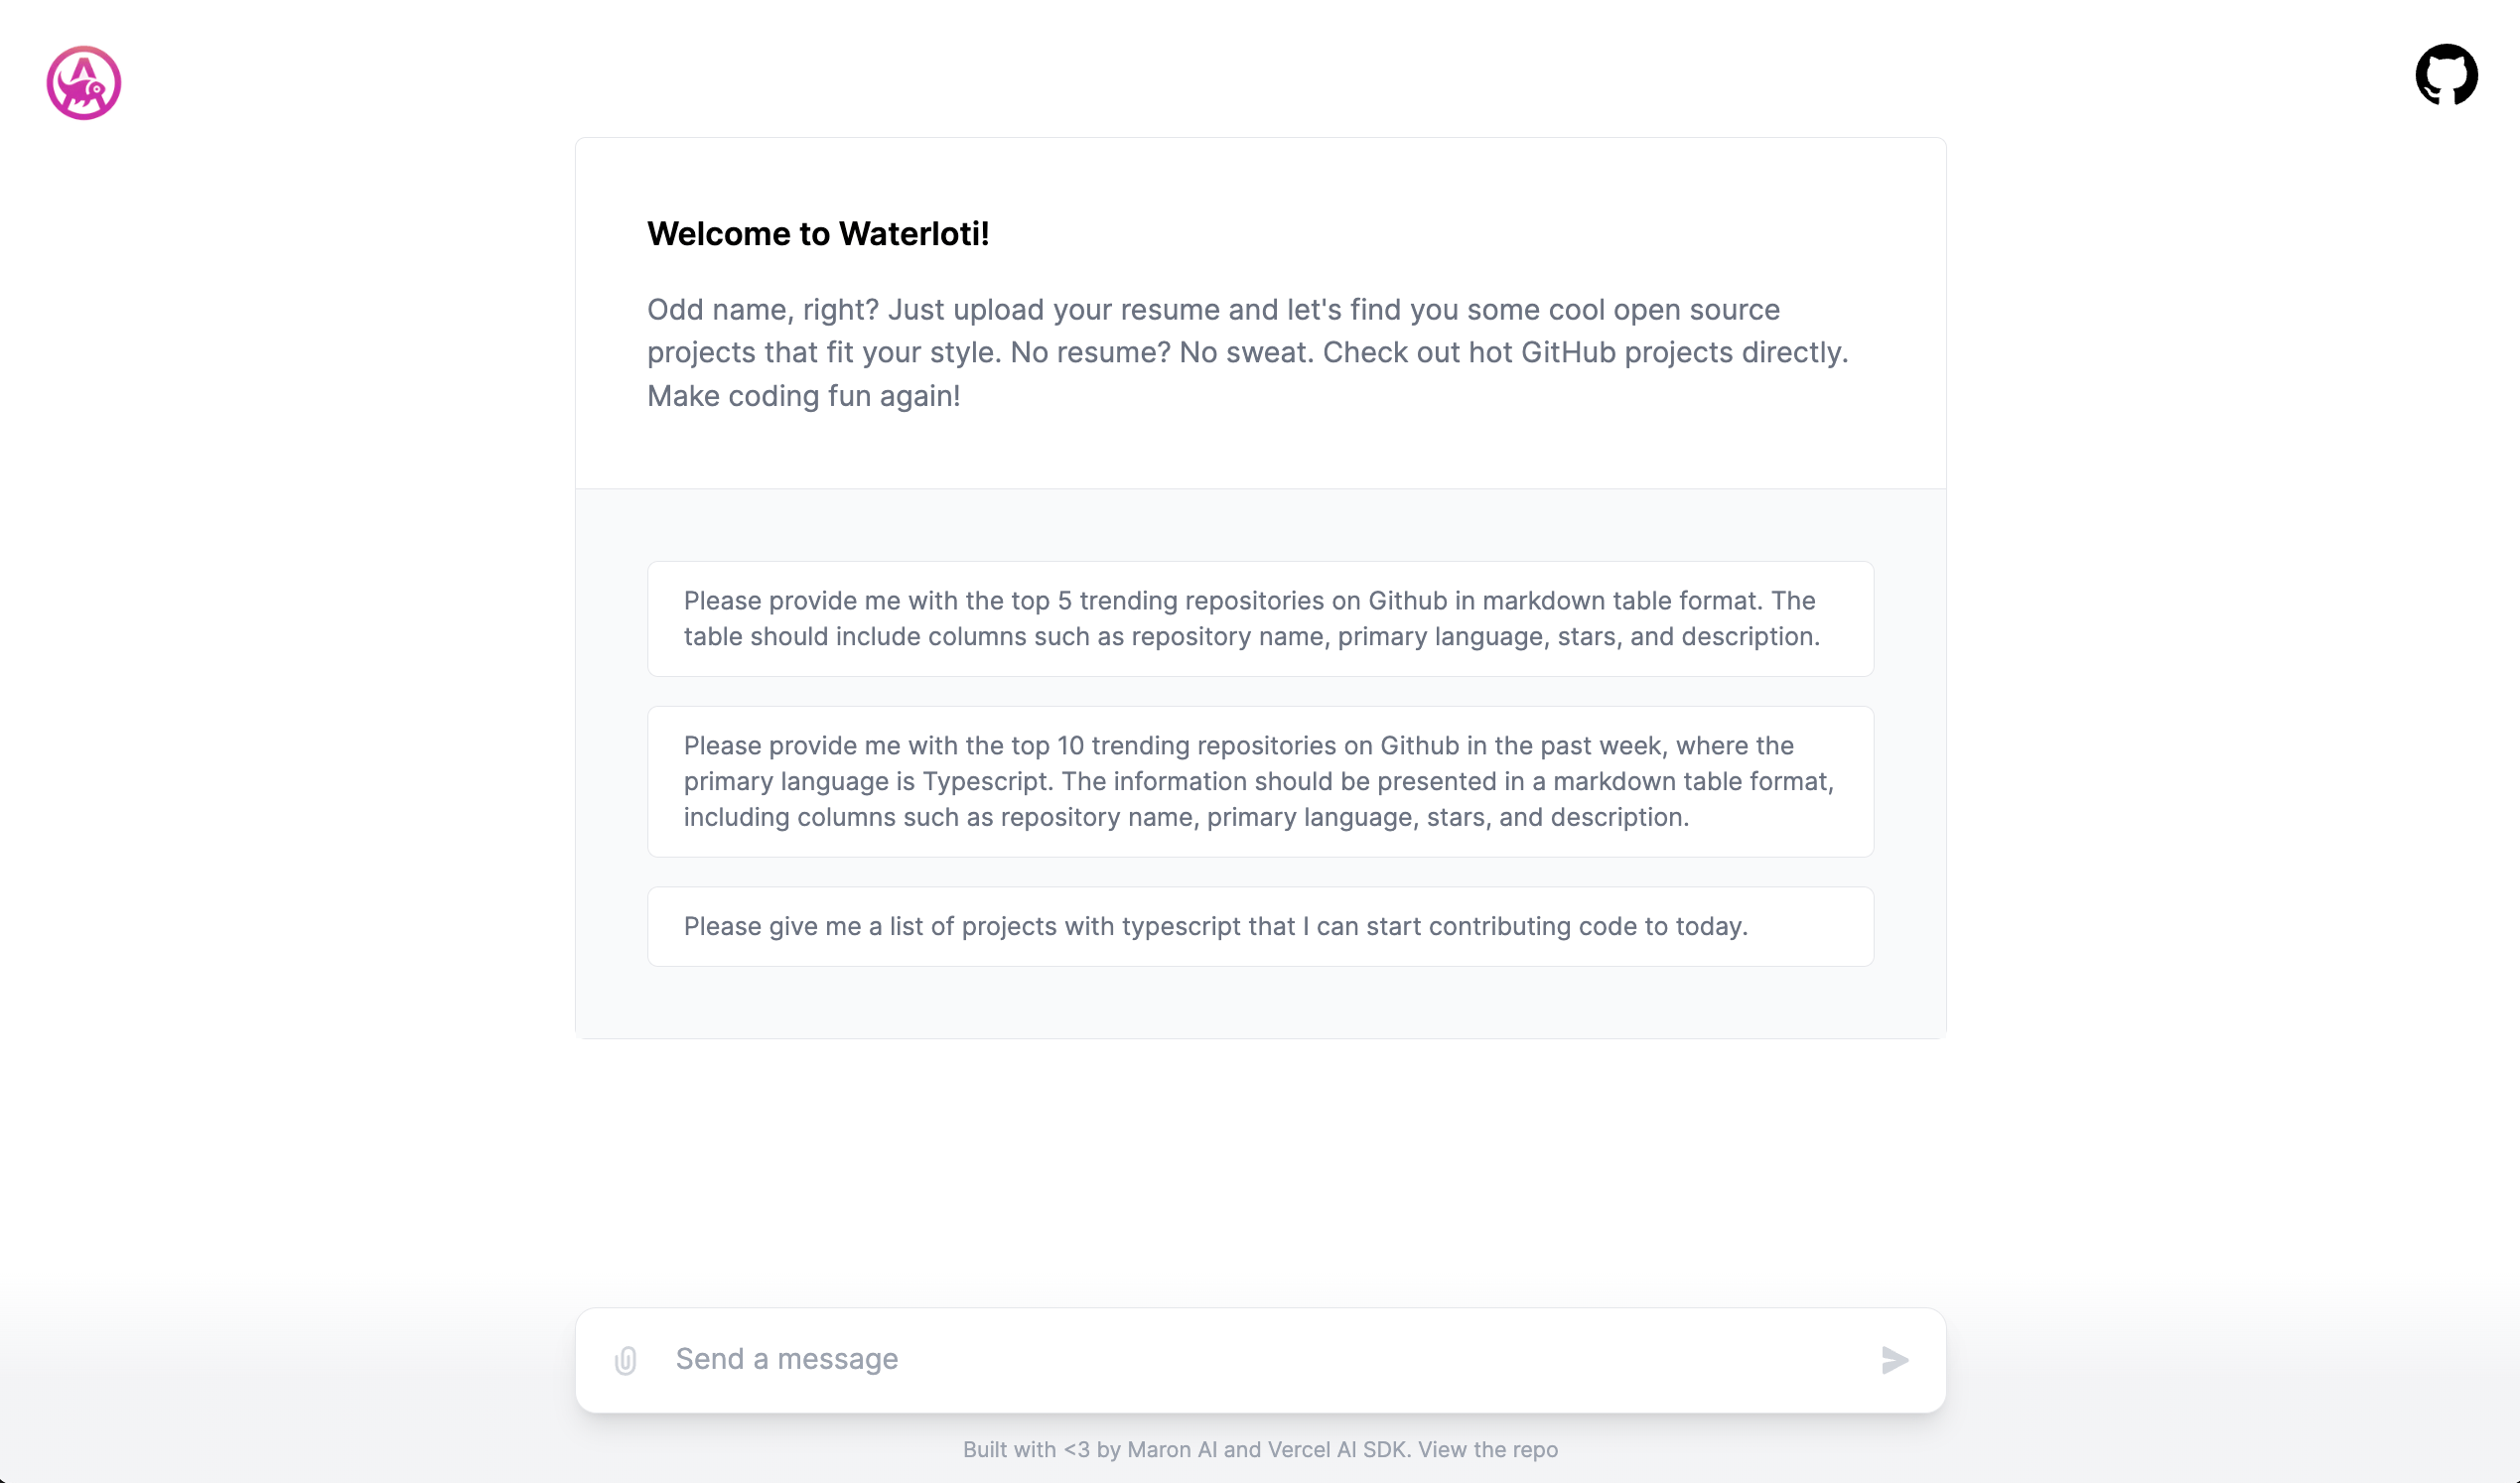 Welcome to Waterloti!
Odd name, right? Just upload your resume and let's find you some cool open source
projects that fit your style. No resume? No sweat. Check out hot GitHub projects directly.
Make coding fun again!
Please provide me with the top 5 trending repositories on Github in markdown table format. The
table should include columns such as repository name, primary language, stars, and description.
Please provide me with the top 10 trending repositories on Github in the past week, where the
primary language is Typescript. The information should be presented in a markdown table format,
including columns such as repository name, primary language, stars, and description.
Please give me a list of projects with typescript that I can start contributing code to today.
Send a message
Built with <3 by Maron AI and Vercel AI SDK. View the repo